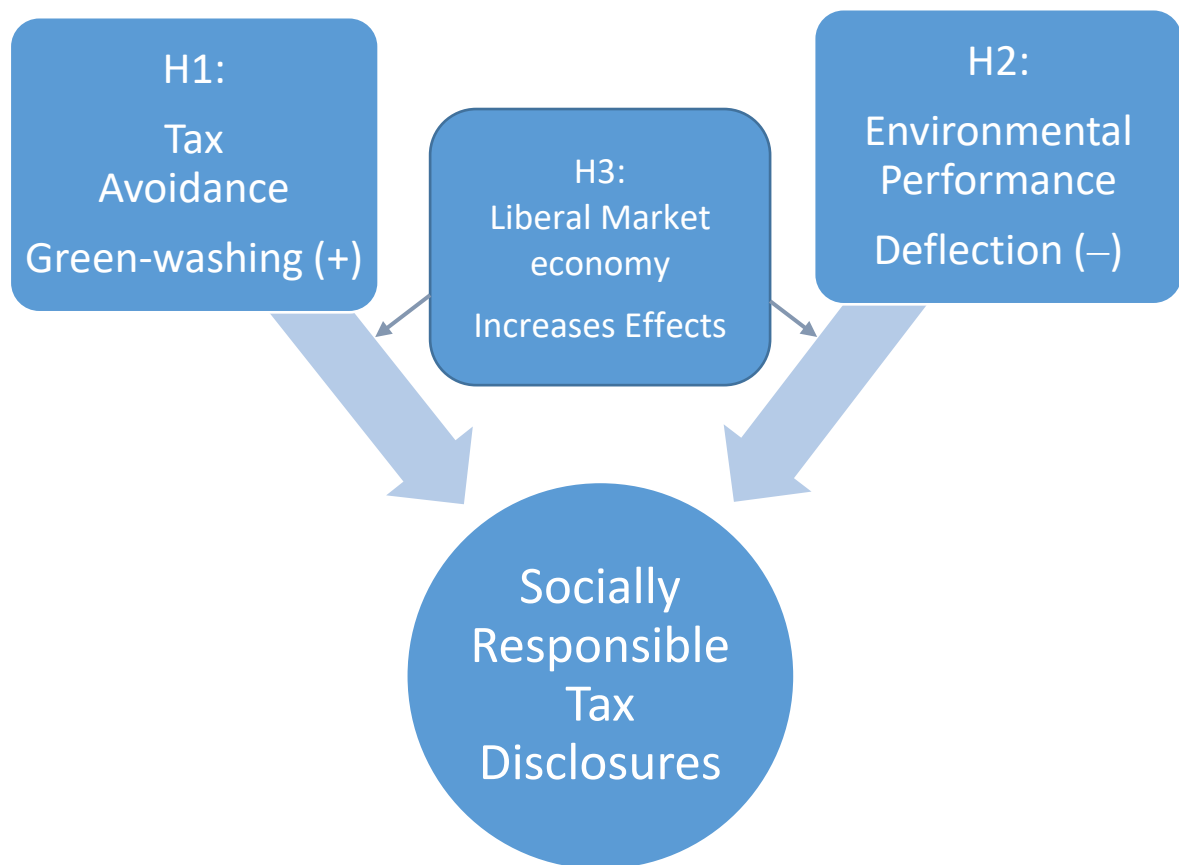 H1:
Tax
Avoidance
Green-washing (+)
H3:
Liberal Market
economy
Increases Effects
H2:
Environmental
Performance
Deflection (–)
Socially
Responsible
Tax
Disclosures